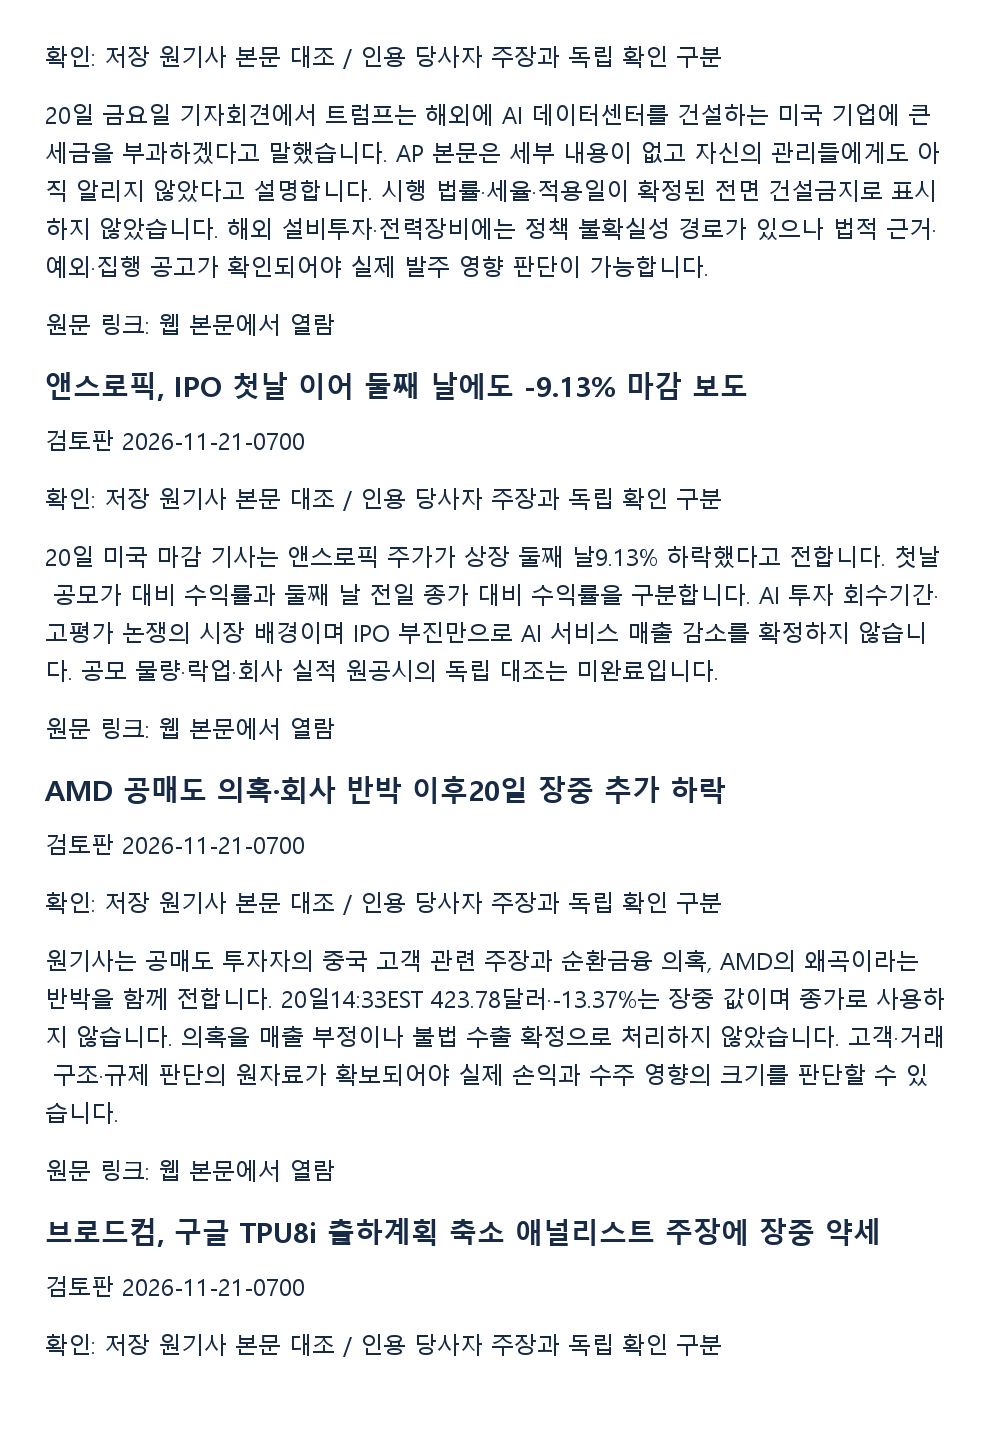 확인: 저장 원기사 본문 대조 / 인용 당사자 주장과 독립 확인 구분
20일 금요일 기자회견에서 트럼프는 해외에 AI 데이터센터를 건설하는 미국 기업에 큰
세금을 부과하겠다고 말했습니다. AP 본문은 세부 내용이 없고 자신의 관리들에게도 아
직 알리지 않았다고 설명합니다. 시행 법률·세율·적용일이 확정된 전면 건설금지로 표시
하지 않았습니다. 해외 설비투자·전력장비에는 정책 불확실성 경로가 있으나 법적 근거·
예외·집행 공고가 확인되어야 실제 발주 영향 판단이 가능합니다.
원문 링크: 웹 본문에서 열람
앤스로픽, IPO 첫날 이어 둘째 날에도 -9.13% 마감 보도
검토판 2026-11-21-0700
확인: 저장 원기사 본문 대조 / 인용 당사자 주장과 독립 확인 구분
20일 미국 마감 기사는 앤스로픽 주가가 상장 둘째 날9.13% 하락했다고 전합니다. 첫날
공모가 대비 수익률과 둘째 날 전일 종가 대비 수익률을 구분합니다. AI 투자 회수기간·
고평가 논쟁의 시장 배경이며 IPO 부진만으로 AI 서비스 매출 감소를 확정하지 않습니
다. 공모 물량·락업·회사 실적 원공시의 독립 대조는 미완료입니다.
원문 링크: 웹 본문에서 열람
AMD 공매도 의혹·회사 반박 이후20일 장중 추가 하락
검토판 2026-11-21-0700
확인: 저장 원기사 본문 대조 / 인용 당사자 주장과 독립 확인 구분
원기사는 공매도 투자자의 중국 고객 관련 주장과 순환금융 의혹, AMD의 왜곡이라는
반박을 함께 전합니다. 20일14:33EST 423.78달러·-13.37%는 장중 값이며 종가로 사용하
지 않습니다. 의혹을 매출 부정이나 불법 수출 확정으로 처리하지 않았습니다. 고객·거래
구조·규제 판단의 원자료가 확보되어야 실제 손익과 수주 영향의 크기를 판단할 수 있
습니다.
원문 링크: 웹 본문에서 열람
브로드컴, 구글 TPU8i 출하계획 축소 애널리스트 주장에 장중 약세
검토판 2026-11-21-0700
확인: 저장 원기사 본문 대조 / 인용 당사자 주장과 독립 확인 구분